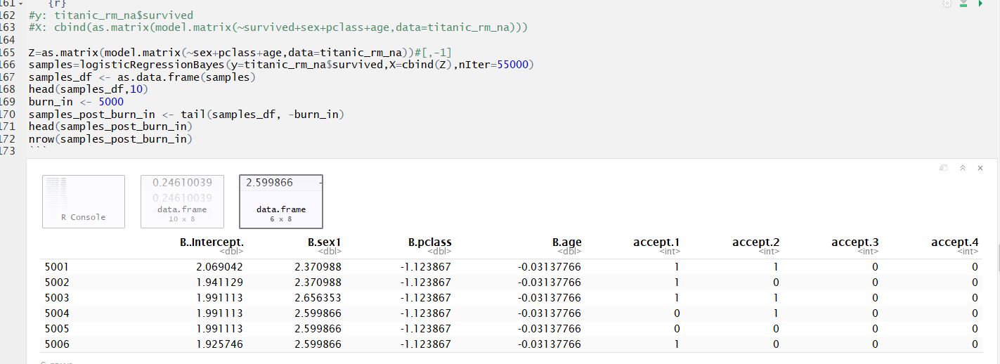 161 {r}
162 #y: titanic_rm_na$survived
163 #X: cbind(as.matrix(model.matrix(~survived+sex+pclass+age,data=titanic_rm_na)))
164
165 Z=as.matrix(model.matrix(~sex+pclass+age,data=titanic_rm_na))#[,-1]
166 samples=logisticRegressionBayes(y=titanic_rm_na$survived,X=cbind(Z),nIter=55000)
167 samples_df <- as.data.frame(samples)
168 head(samples_df,10)
169 burn_in <- 5000
170 samples_post_burn_in <- tail(samples_df, -burn_in)
171 head(samples_post_burn_in)
172 nrow(samples_post_burn_in)
173 ```
R Console
0.24610039
0.24610039
data.frame
10 x 8
2.599866 -
data.frame
6 x 8
B..Intercept. B.sex1 B.pclass B.age accept.1 accept.2 accept.3 accept.4
<dbl> <dbl> <dbl> <dbl> <int> <int> <int> <int>
5001 2.069042 2.370988 -1.123867 -0.03137766 1 1 0 0
5002 1.941129 2.370988 -1.123867 -0.03137766 1 0 0 0
5003 1.991113 2.656353 -1.123867 -0.03137766 1 1 0 0
5004 1.991113 2.599866 -1.123867 -0.03137766 0 1 0 0
5005 1.991113 2.599866 -1.123867 -0.03137766 0 0 0 0
5006 1.925746 2.599866 -1.123867 -0.03137766 1 0 0 0